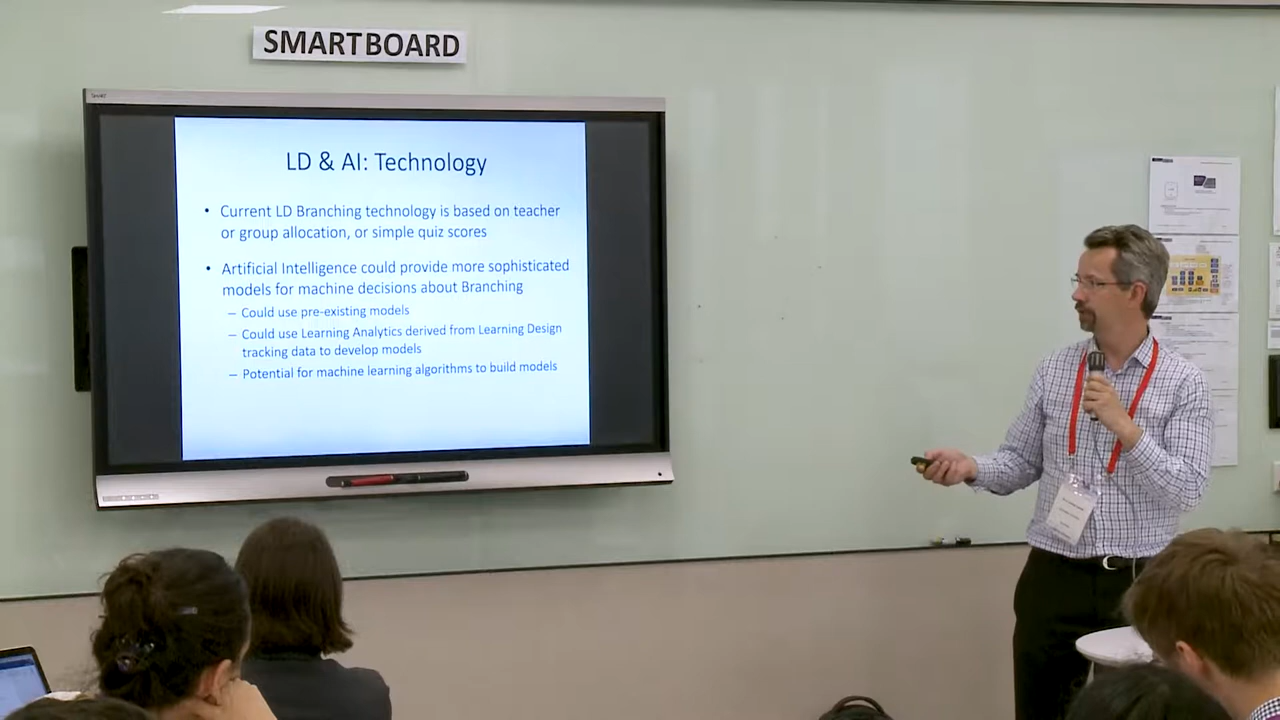 SMARTBOARD
LD & AI: Technology
• Current LD Branching technology is based on teacher
or group allocation, or simple quiz scores
• Artificial Intelligence could provide more sophisticated
models for machine decisions about Branching
– Could use pre-existing models
– Could use Learning Analytics derived from Learning Design
tracking data to develop models
– Potential for machine learning algorithms to build models